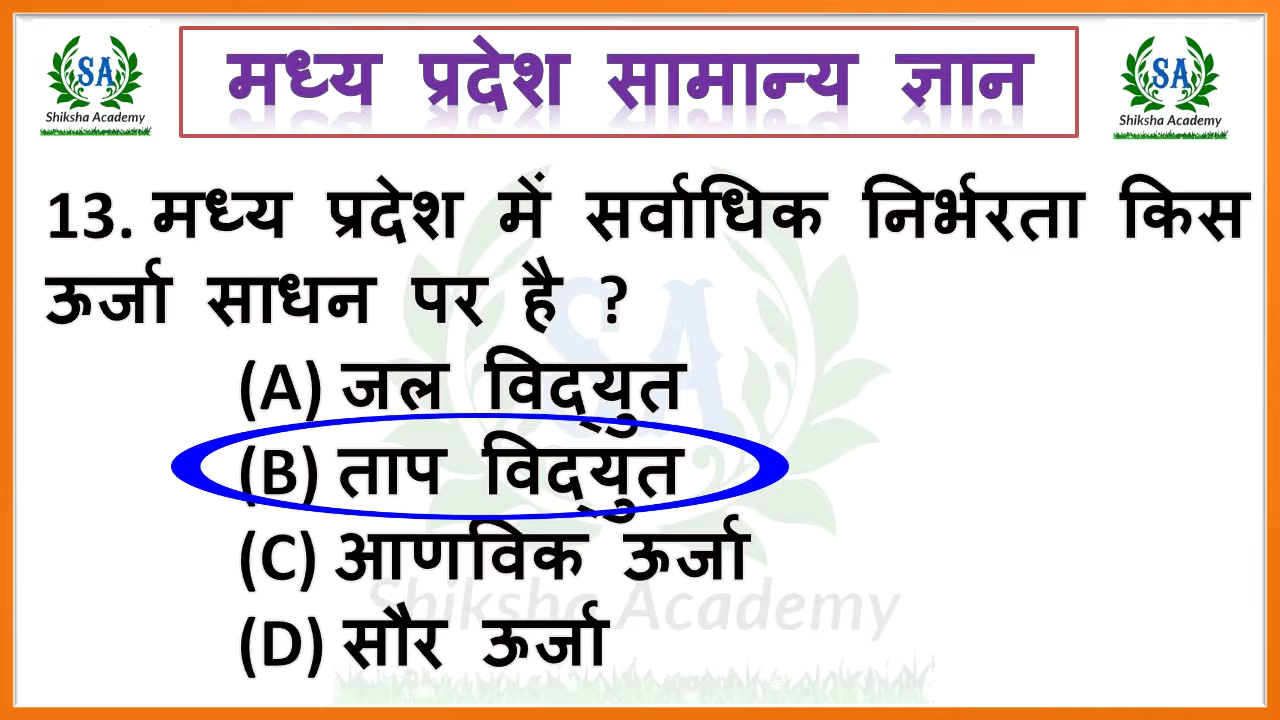 मध्य प्रदेश सामान्य ज्ञान
SA
Shiksha Academy
SA
Shiksha Academy
13. मध्य प्रदेश में सर्वाधिक निर्भरता किस
ऊर्जा साधन पर है ?
(A) जल विद्युत
(B) ताप विद्युत
(C) आणविक ऊर्जा
(D) सौर ऊर्जा
SA
Shiksha Academy